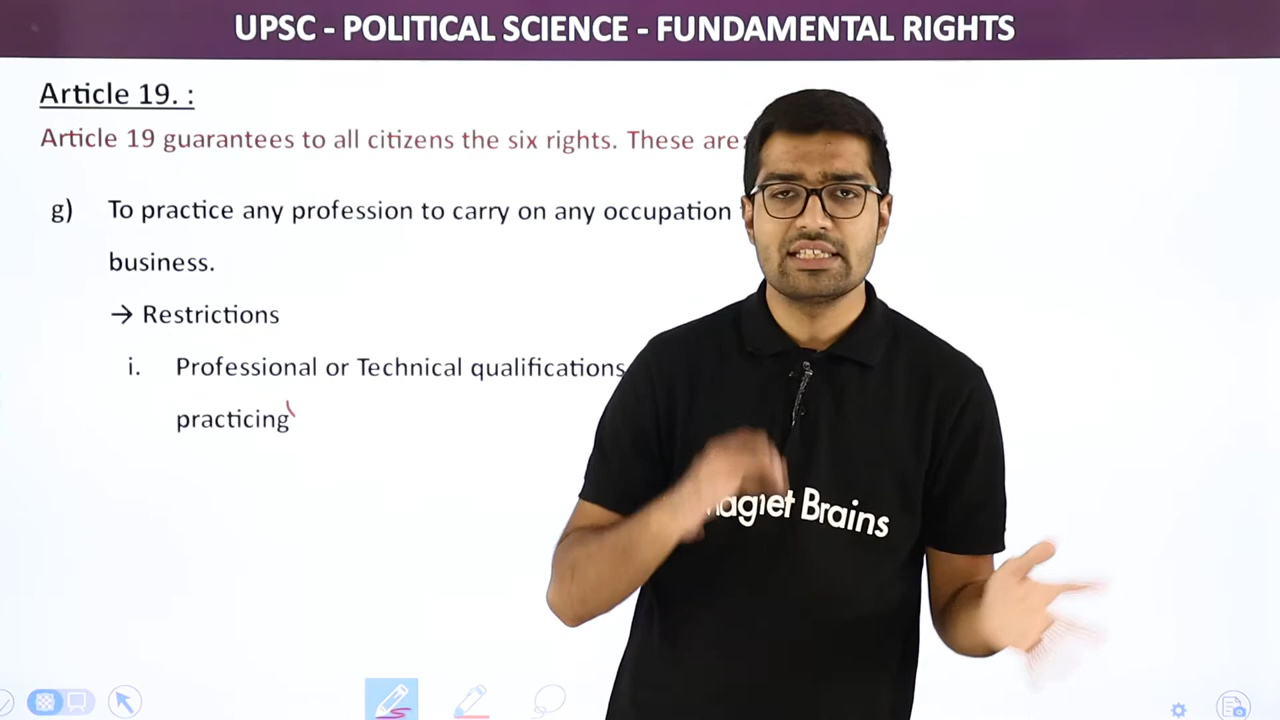 UPSC - POLITICAL SCIENCE - FUNDAMENTAL RIGHTS
Article 19. :
Article 19 guarantees to all citizens the six rights. These are:
g) To practice any profession to carry on any occupation
business.
→ Restrictions
i. Professional or Technical qualifications
practicing
Brains